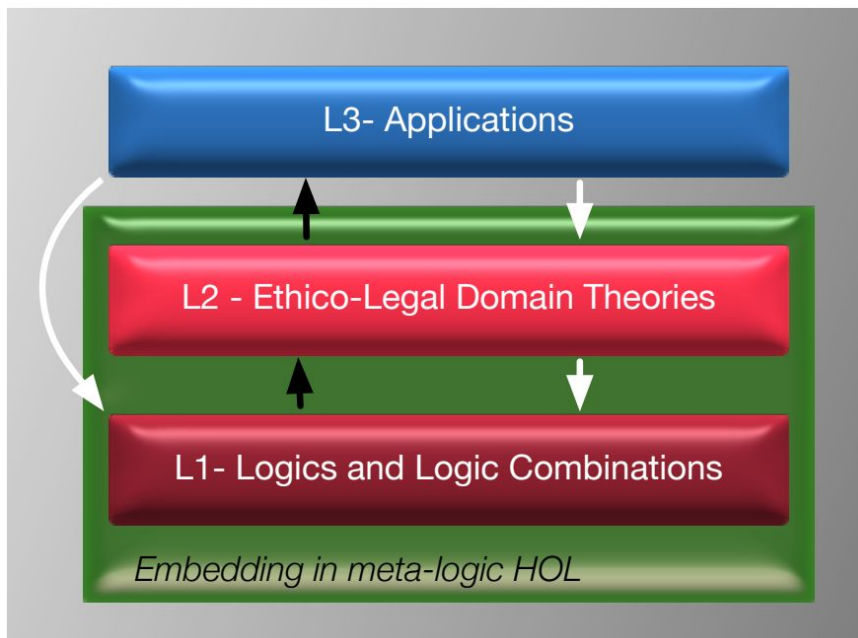 L3- Applications
L2 - Ethico-Legal Domain Theories
L1- Logics and Logic Combinations
Embedding in meta-logic HOL